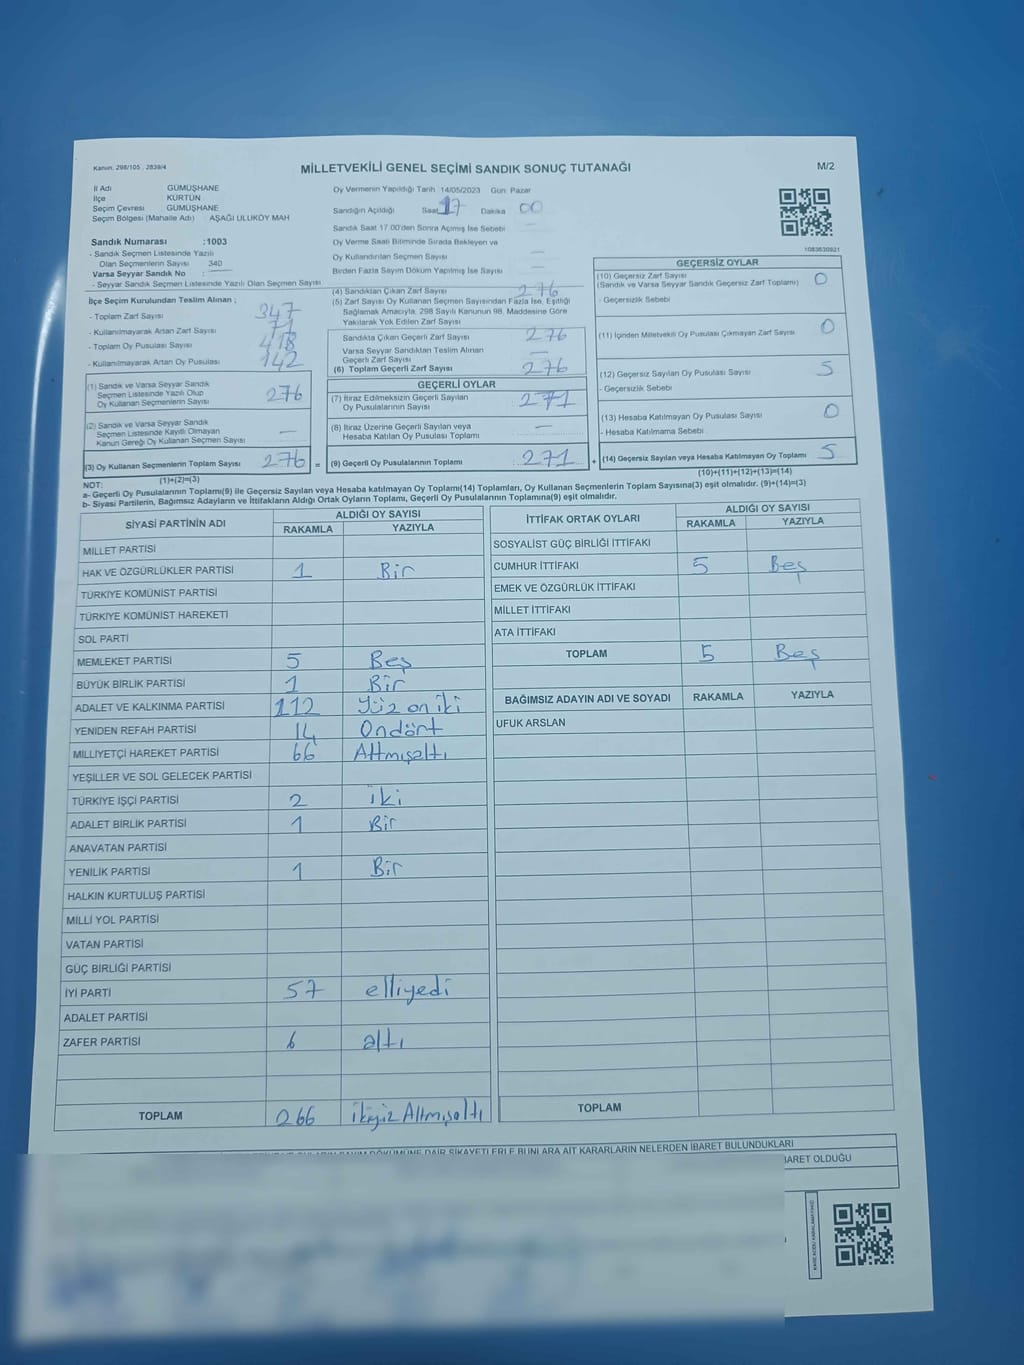 Kanun. 298/105 . 2839/4
MİLLETVEKİLİ GENEL SEÇİMİ SANDIK SONUÇ TUTANAĞI
M/2
İl Adı GÜMÜŞHANE
İlçe KÜRTÜN
Seçim Çevresi GÜMÜŞHANE
Seçim Bölgesi (Mahalle Adı) AŞAĞI ULUKÖY MAH
Sandık Numarası :1003
- Sandık Seçmen Listesinde Yazılı
Olan Seçmenlerin Sayısı 340
Varsa Seyyar Sandık No :
- Seyyar Sandık Seçmen Listesinde Yazılı Olan Seçmen Sayısı
Oy Vermenin Yapıldığı Tarih 14/05/2023 Gün: Pazar
Sandığın Açıldığı Saat 17 Dakika 00
Sandık Saat 17 00'den Sonra Açımış İse Sebebi
Oy Verme Saati Bitiminde Sırada Bekleyen ve
Oy Kullandırılan Seçmen Sayısı —
Birden Fazla Sayım Döküm Yapılmış İse Sayısı —
1083630921
İlçe Seçim Kurulundan Teslim Alınan ;
- Toplam Zarf Sayısı 347
- Kullanılmayarak Artan Zarf Sayısı 71
- Toplam Oy Pusulası Sayısı 418
- Kullanılmayarak Artan Oy Pusulası 142
(1) Sandık ve Varsa Seyyar Sandık
Seçmen Listesinde Yazılı Olup
Oy Kullanan Seçmenlerin Sayısı 276
(2) Sandık ve Varsa Seyyar Sandık
Seçmen Listesinde Kayıtlı Olmayan
Kanun Gereği Oy Kullanan Seçmen Sayısı —
(3) Oy Kullanan Seçmenlerin Toplam Sayısı 276 =
(1)+(2)=(3)
(4) Sandıktan Çıkan Zarf Sayısı 276
(5) Zarf Sayısı Oy Kullanan Seçmen Sayısından Fazla İse, Eşitliği
Sağlamak Amacıyla, 298 Sayılı Kanunun 98. Maddesine Göre
Yakılarak Yok Edilen Zarf Sayısı
Sandıkta Çıkan Geçerli Zarf Sayısı 276
Varsa Seyyar Sandıktan Teslim Alınan
Geçerli Zarf Sayısı —
(6) Toplam Geçerli Zarf Sayısı 276
GEÇERLİ OYLAR
(7) İtiraz Edilmeksizin Geçerli Sayılan
Oy Pusulalarının Sayısı 271
(8) İtiraz Üzerine Geçerli Sayılan veya
Hesaba Katılan Oy Pusulası Toplamı —
(9) Geçerli Oy Pusulalarının Toplamı 271 +
GEÇERSİZ OYLAR
(10) Geçersiz Zarf Sayısı
(Sandık ve Varsa Seyyar Sandık Geçersiz Zarf Toplamı) 0
- Geçersizlik Sebebi
(11) İçinden Milletvekili Oy Pusulası Çıkmayan Zarf Sayısı 0
(12) Geçersiz Sayılan Oy Pusulası Sayısı 5
- Geçersizlik Sebebi
(13) Hesaba Katılmayan Oy Pusulası Sayısı 0
- Hesaba Katılmama Sebebi
(14) Geçersiz Sayılan veya Hesaba Katılmayan Oy Toplamı 5
(10)+(11)+(12)+(13)=(14)
NOT:
a- Geçerli Oy Pusulalarının Toplamı(9) ile Geçersiz Sayılan veya Hesaba katılmayan Oy Toplamı(14) Toplamları, Oy Kullanan Seçmenlerin Toplam Sayısına(3) eşit olmalıdır. (9)+(14)=(3)
b- Siyasi Partilerin, Bağımsız Adayların ve İttifakların Aldığı Ortak Oyların Toplamı, Geçerli Oy Pusulalarının Toplamına(9) eşit olmalıdır.
SİYASİ PARTİNİN ADI ALDIĞI OY SAYISI
RAKAMLA YAZIYLA
MİLLET PARTİSİ
HAK VE ÖZGÜRLÜKLER PARTİSİ 1 Bir
TÜRKİYE KOMÜNİST PARTİSİ
TÜRKİYE KOMÜNİST HAREKETİ
SOL PARTİ
MEMLEKET PARTİSİ 5 Beş
BÜYÜK BİRLİK PARTİSİ 1 Bir
ADALET VE KALKINMA PARTİSİ 112 Yüz on iki
YENİDEN REFAH PARTİSİ 14 Ondört
MİLLİYETÇİ HAREKET PARTİSİ 66 Altmışaltı
YEŞİLLER VE SOL GELECEK PARTİSİ
TÜRKİYE İŞÇİ PARTİSİ 2 iki
ADALET BİRLİK PARTİSİ 1 Bir
ANAVATAN PARTİSİ
YENİLİK PARTİSİ 1 Bir
HALKIN KURTULUŞ PARTİSİ
MİLLİ YOL PARTİSİ
VATAN PARTİSİ
GÜÇ BİRLİĞİ PARTİSİ
İYİ PARTİ 57 elliyedi
ADALET PARTİSİ
ZAFER PARTİSİ 6 altı
TOPLAM 266 ikiyüz Altmışaltı
İTTİFAK ORTAK OYLARI ALDIĞI OY SAYISI
RAKAMLA YAZIYLA
SOSYALİST GÜÇ BİRLİĞİ İTTİFAKI
CUMHUR İTTİFAKI 5 Beş
EMEK VE ÖZGÜRLÜK İTTİFAKI
MİLLET İTTİFAKI
ATA İTTİFAKI
TOPLAM 5 Beş
BAĞIMSIZ ADAYIN ADI VE SOYADI RAKAMLA YAZIYLA
UFUK ARSLAN
TOPLAM
DÖKÜMÜNE DAİR ŞİKAYETLERLE BUNLARA AİT KARARLARIN NELERDEN İBARET BULUNDUKLARI
BARET OLDUĞU